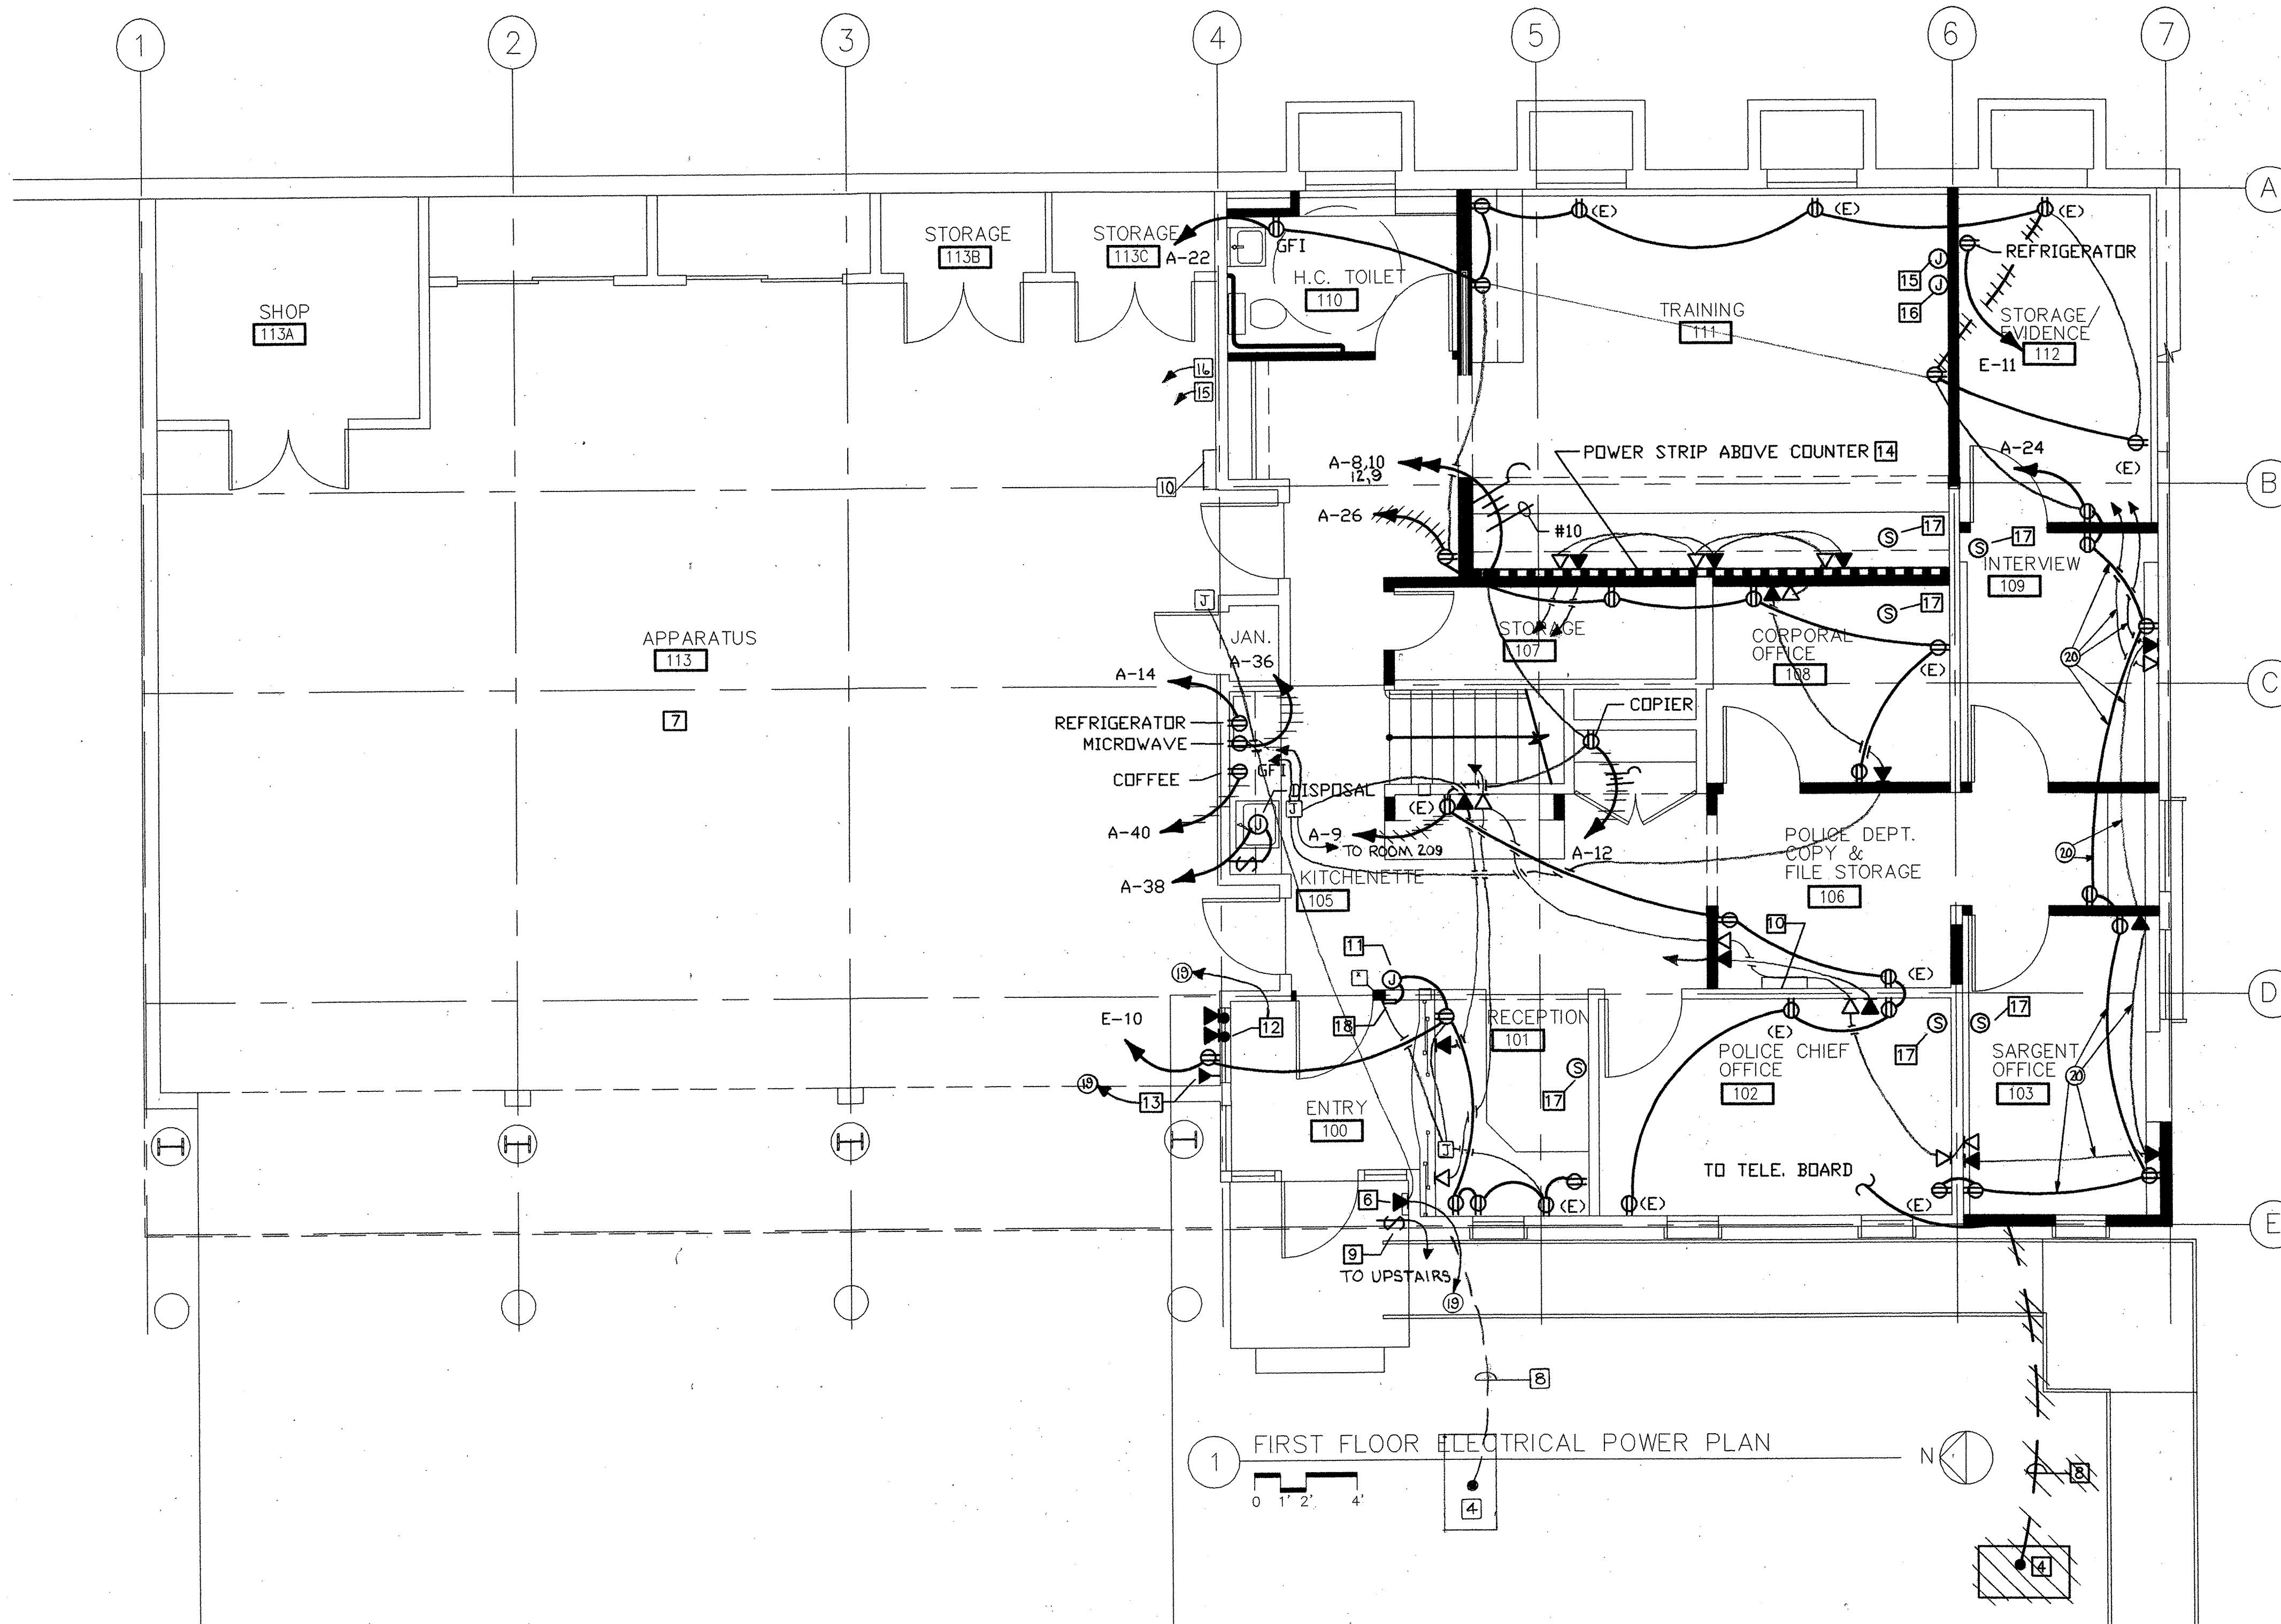 1
2
3
4
5
6
7
A
B
C
D
E
STORAGE
113B
STORAGE
113C
A-22
GFI
H.C. TOILET
110
(E)
(E)
(E)
REFRIGERATOR
15
J
16
J
SHOP
113A
TRAINING
111
STORAGE/
EVIDENCE
112
E-11
16
15
A-8,10
12,9
POWER STRIP ABOVE COUNTER 14
A-24
(E)
10
A-26
#10
S
17
S
17
INTERVIEW
109
J
S
17
APPARATUS
113
JAN.
A-36
STORAGE
107
CORPORAL
OFFICE
108
(E)
20
A-14
7
REFRIGERATOR
MICROWAVE
COFFEE
GFI
COPIER
DISPOSAL
J
J
(E)
A-40
A-9
TO ROOM 209
A-12
POLICE DEPT.
COPY &
FILE STORAGE
106
20
A-38
KITCHENETTE
105
10
11
J
19
(E)
E-10
12
18
RECEPTION
101
(E)
S
17
S
17
POLICE CHIEF
OFFICE
102
SARGENT
OFFICE
103
20
19
13
S
17
ENTRY
100
J
TO TELE. BOARD
6
(E)
(E)
(E)
9
TO UPSTAIRS
19
8
1
FIRST FLOOR ELECTRICAL POWER PLAN
N
0 1' 2' 4'
4
8
4